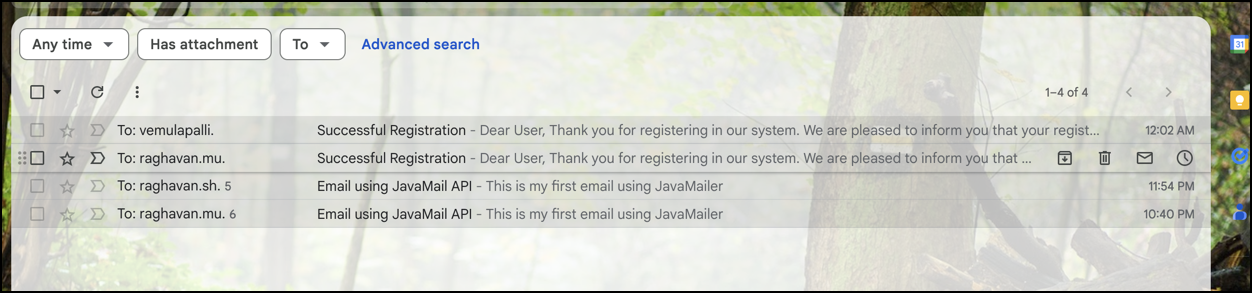 Any time Has attachment To Advanced search
1–4 of 4
To: vemulapalli. Successful Registration - Dear User, Thank you for registering in our system. We are pleased to inform you that your regist... 12:02 AM
To: raghavan.mu. Successful Registration - Dear User, Thank you for registering in our system. We are pleased to inform you that ...
To: raghavan.sh. 5 Email using JavaMail API - This is my first email using JavaMailer 11:54 PM
To: raghavan.mu. 6 Email using JavaMail API - This is my first email using JavaMailer 10:40 PM
31